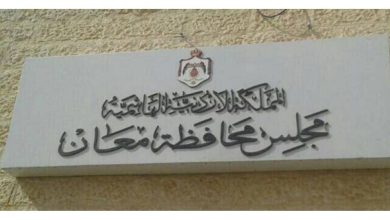 المملكة الأردنية الهاشمية
مجلس محافظة معان